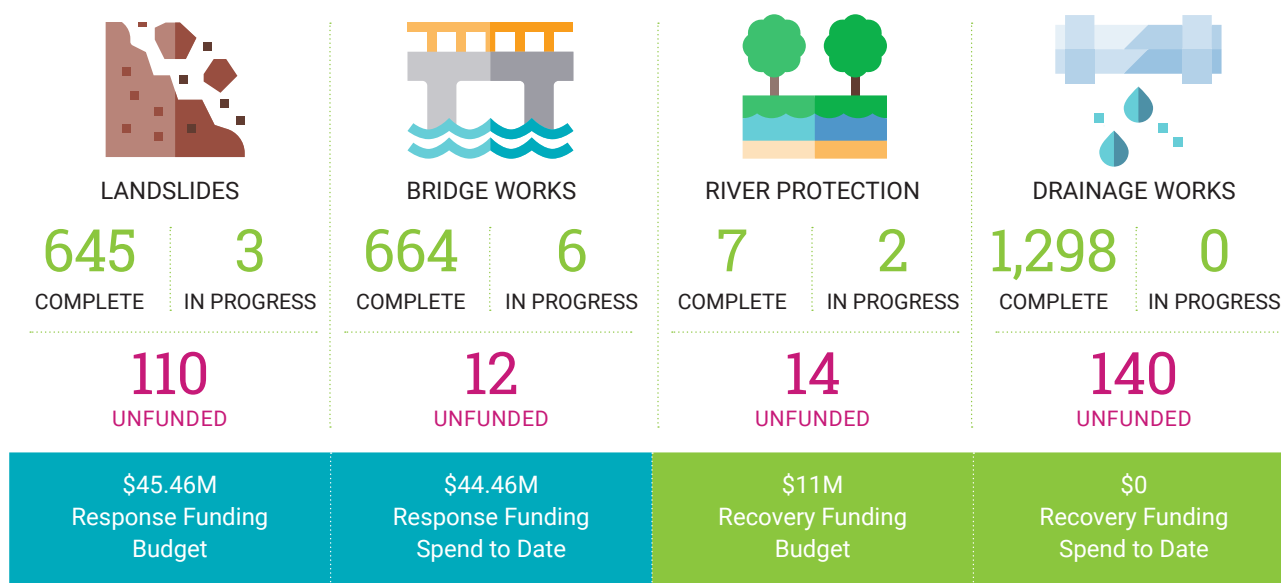 LANDSLIDES
645
3
COMPLETE
IN PROGRESS
110
UNFUNDED
BRIDGE WORKS
664
6
COMPLETE
IN PROGRESS
12
UNFUNDED
RIVER PROTECTION
7
2
COMPLETE
IN PROGRESS
14
UNFUNDED
DRAINAGE WORKS
1,298
0
COMPLETE
IN PROGRESS
140
UNFUNDED
$45.46M
Response Funding
Budget
$44.46M
Response Funding
Spend to Date
$11M
Recovery Funding
Budget
$0
Recovery Funding
Spend to Date